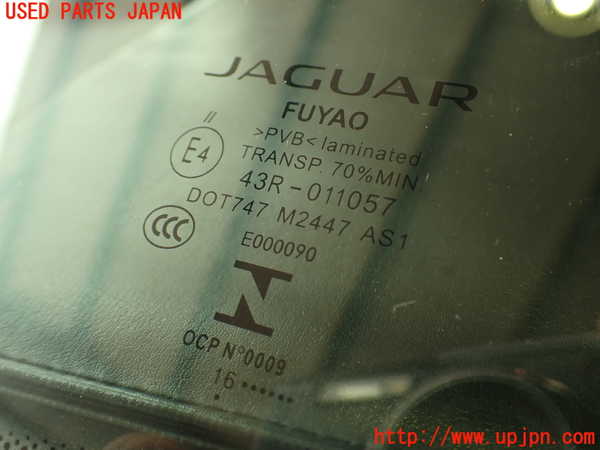 USED PARTS JAPAN
JAGUAR
FUYAO
>PVB<laminated
TRANSP. 70%MIN.
43R-011057
DOT747 M2447 AS1
E000090
E4
CCC
OCP N°0009
16••••••
•
http://www.upjpn.com